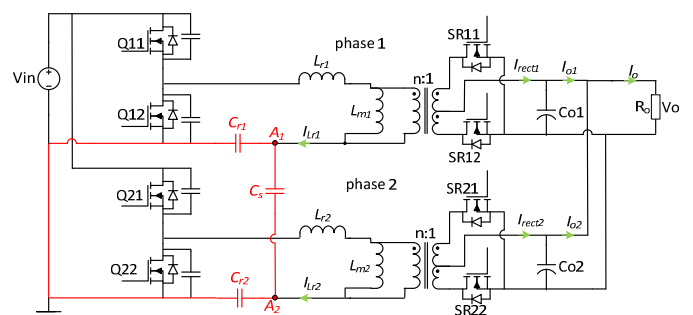 SR11
phase 1
Q11
Lr1
Irect1
Io1
Io
n:1
Vin
Lm1
Co1
Ro
Vo
Q12
Cr1
A1
ILr1
SR12
Cs
phase 2
SR21
Q21
Lr2
n:1
Irect2
Io2
Q22
Cr2
Lm2
Co2
A2
ILr2
SR22